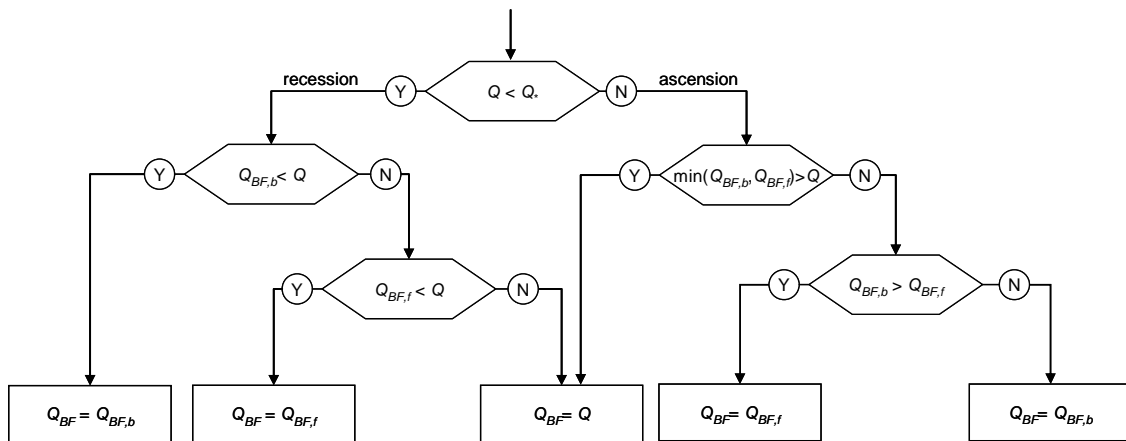 recession
Y
Q < Q*
N
ascension
Y
Q_BF,b < Q
N
Y
min(Q_BF,b, Q_BF,f)>Q
N
Y
Q_BF,f < Q
N
Y
Q_BF,b > Q_BF,f
N
Q_BF = Q_BF,b
Q_BF = Q_BF,f
Q_BF = Q
Q_BF = Q_BF,f
Q_BF = Q_BF,b